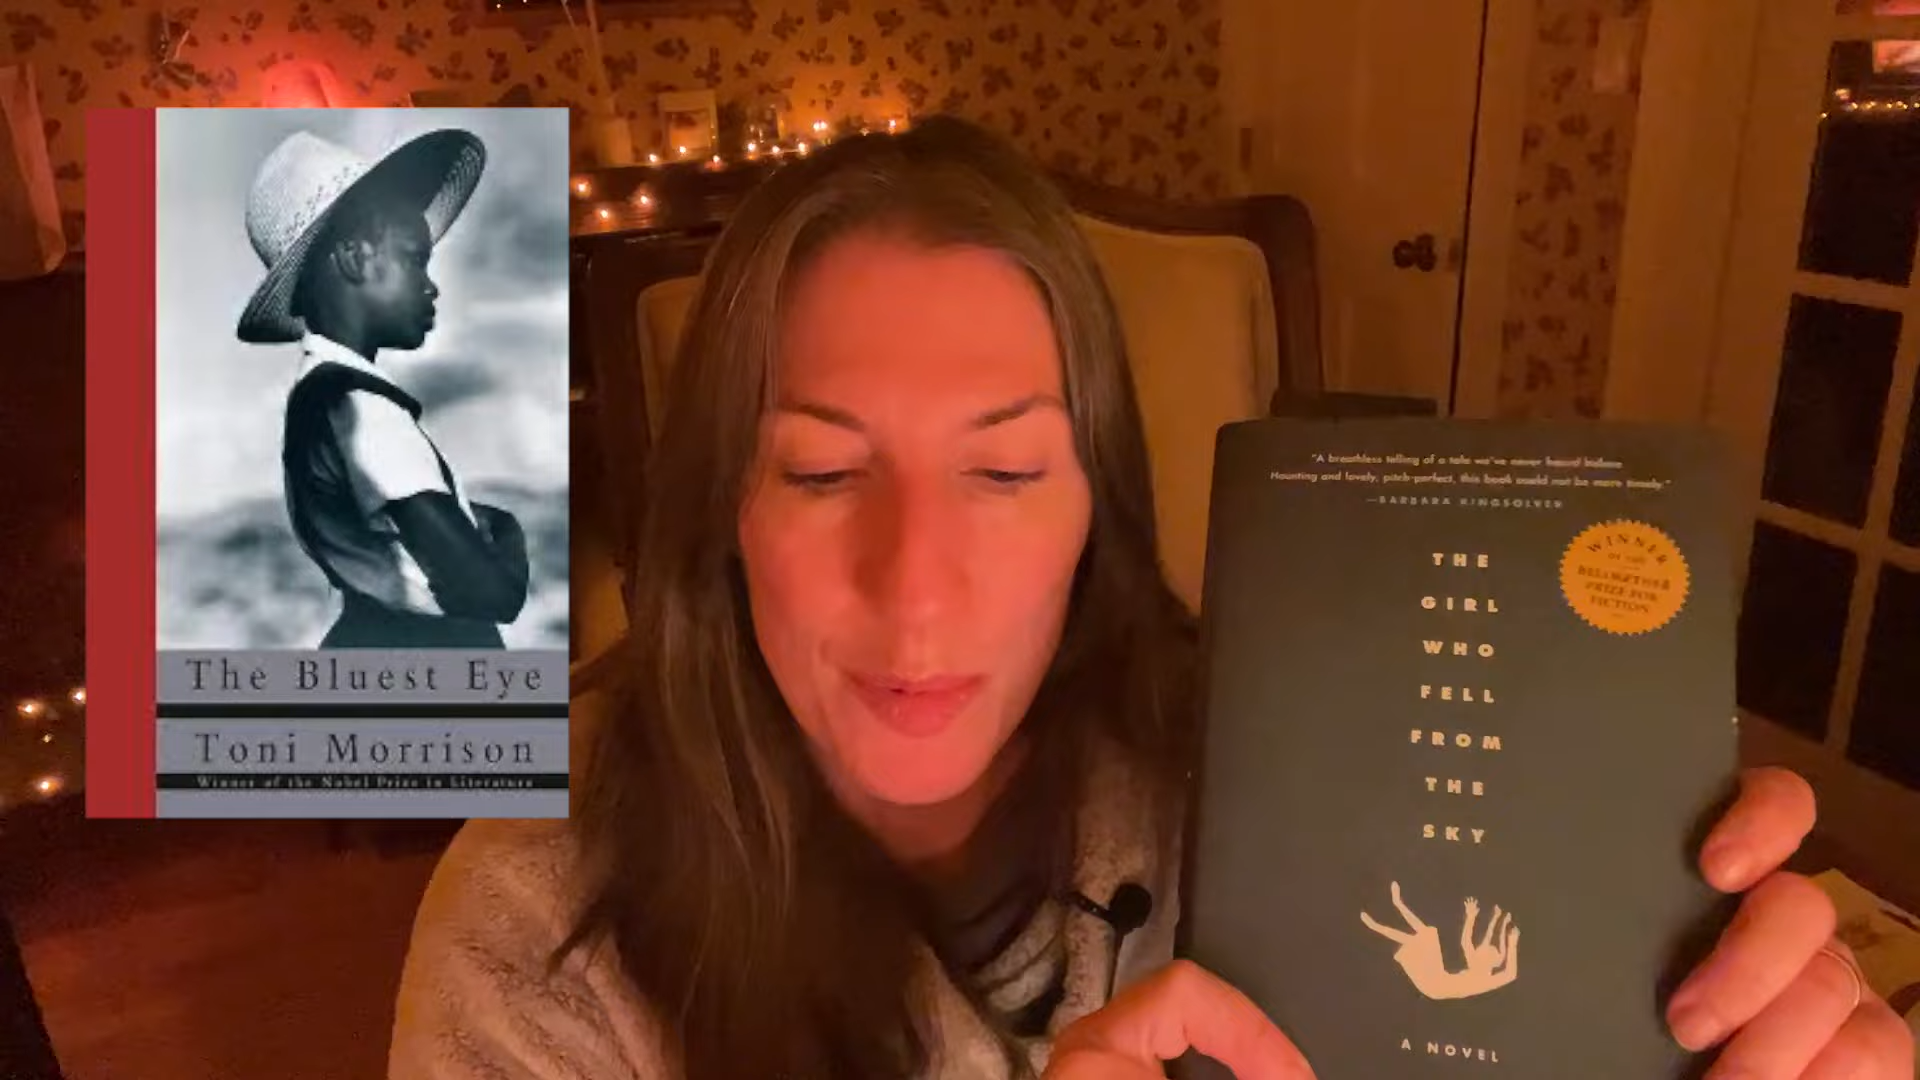 The Bluest Eye
Toni Morrison
Winner of the Nobel Prize in Literature
"A breathless telling of a tale we've never heard before
Haunting and lovely, pitch-perfect, this book could not be more timely."
—BARBARA KINGSOLVER
WINNER
OF THE
BELLWETHER
PRIZE FOR
FICTION
THE
GIRL
WHO
FELL
FROM
THE
SKY
A NOVEL